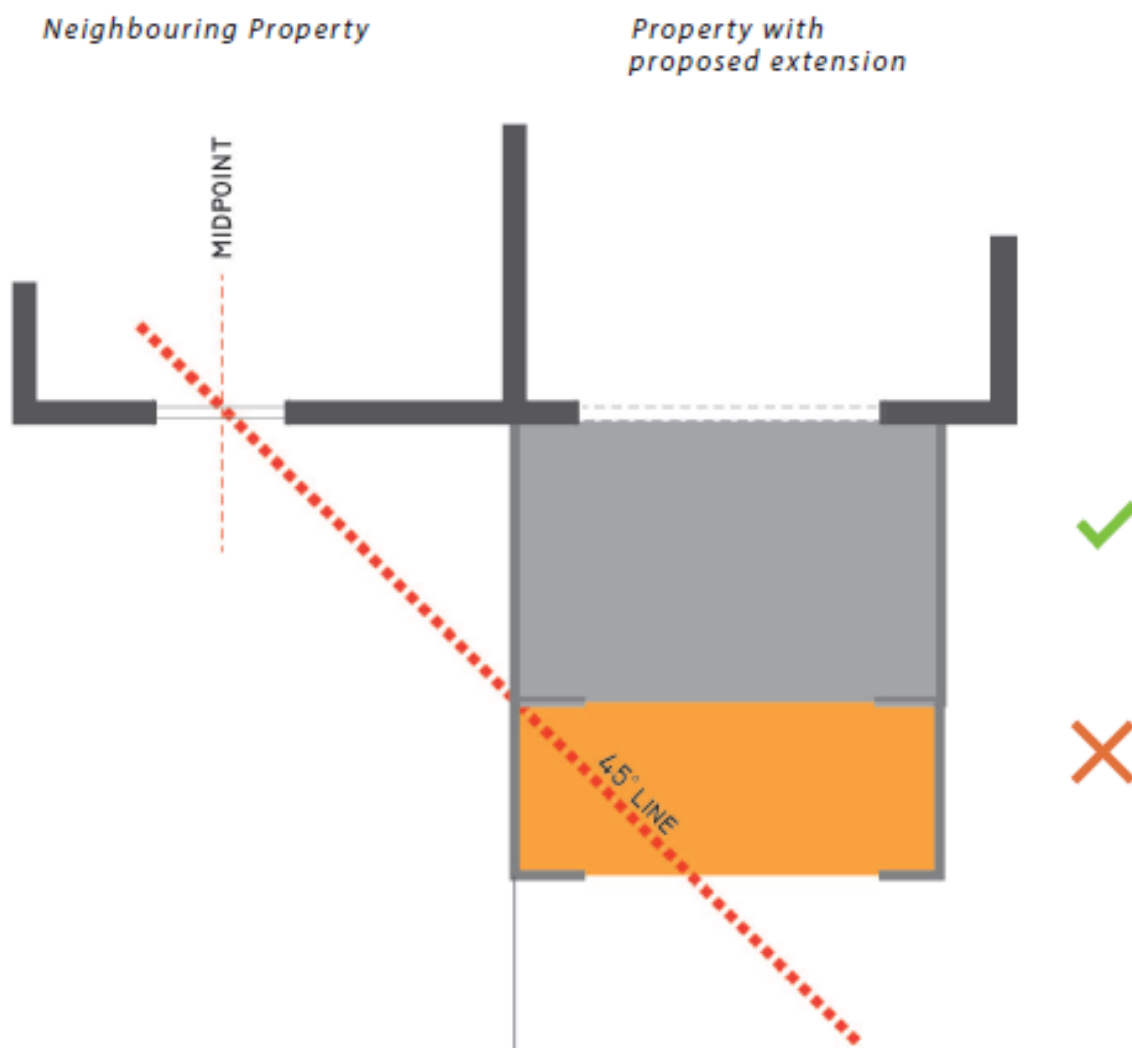 Neighbouring Property
Property with
proposed extension
MIDPOINT
45° LINE